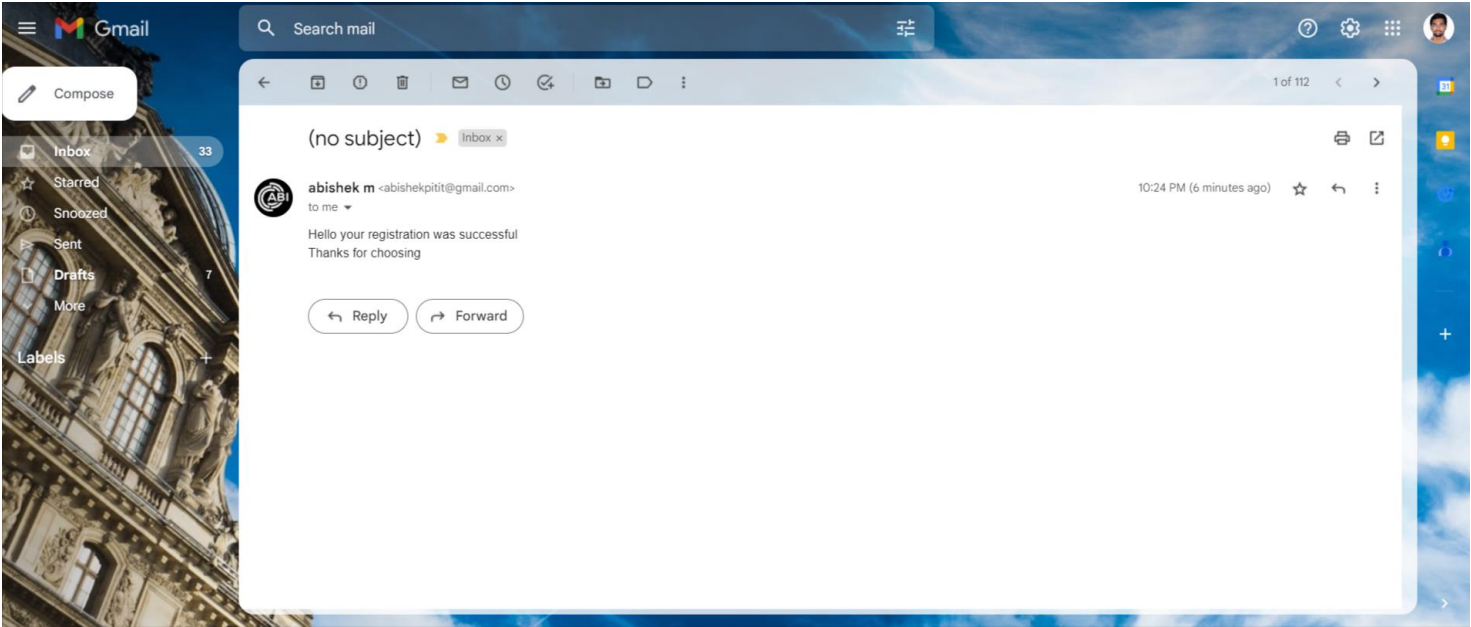 Gmail
Search mail
Compose
1 of 112
31
(no subject)
Inbox ×
Inbox 33
Starred
Snoozed
Sent
Drafts 7
More
Labels
ABI
abishek m <abishekpitit@gmail.com>
10:24 PM (6 minutes ago)
to me
Hello your registration was successful
Thanks for choosing
Reply
Forward